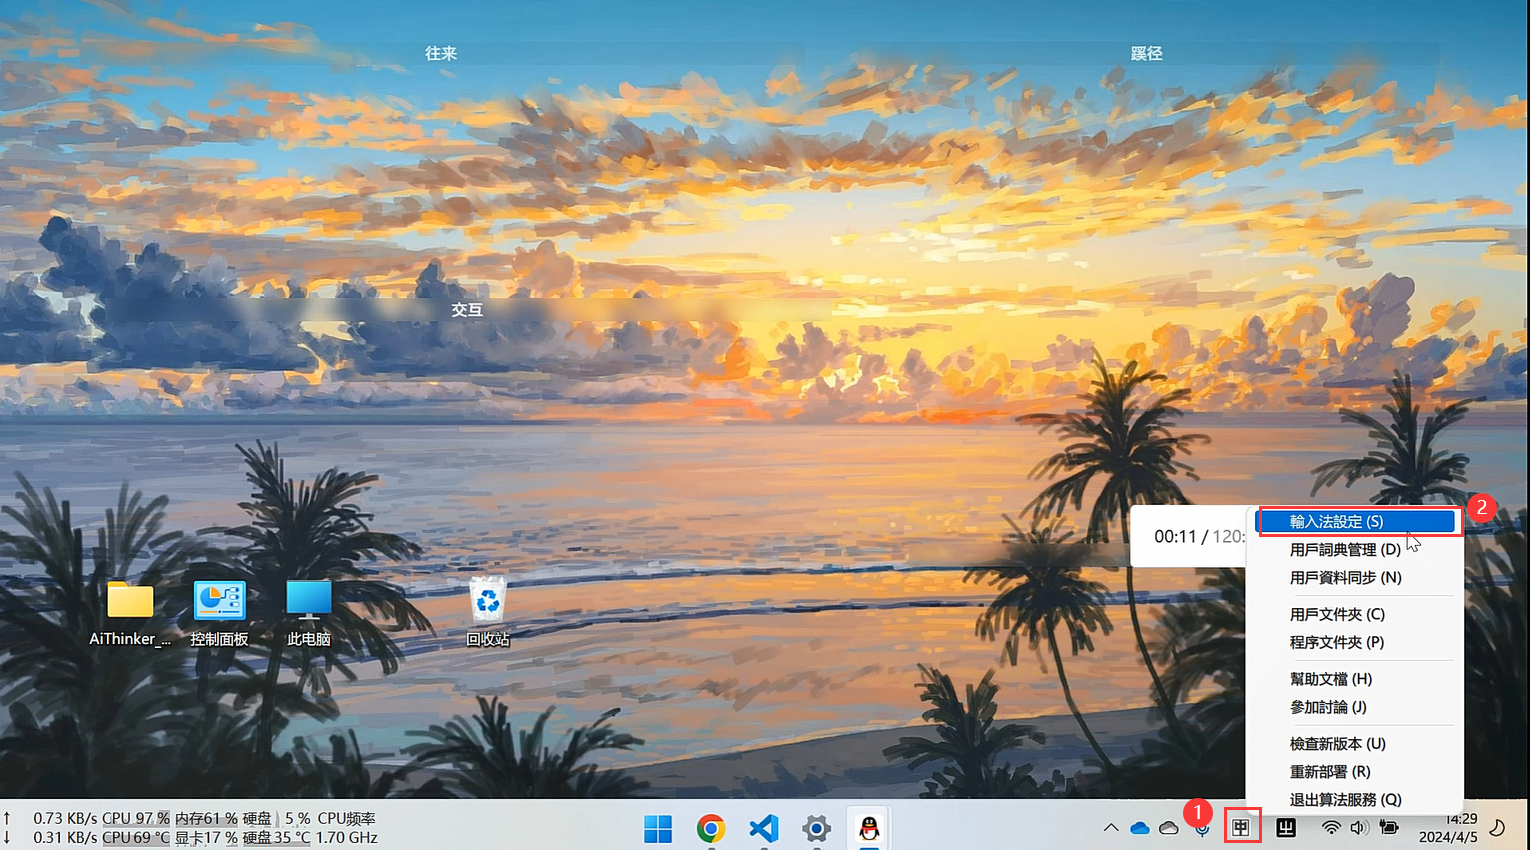 往来
蹊径
交互
00:11 / 120:
輸入法設定 (S)
2
用戶詞典管理 (D)
用戶資料同步 (N)
用戶文件夾 (C)
程序文件夾 (P)
幫助文檔 (H)
參加討論 (J)
檢查新版本 (U)
重新部署 (R)
退出算法服務 (Q)
AiThinker_...
控制面板
此电脑
回收站
↑ 0.73 KB/s CPU 97 % 内存61 % 硬盘 5 % CPU频率
↓ 0.31 KB/s CPU 69 °C 显卡17 % 硬盘35 °C 1.70 GHz
1
14:29
2024/4/5